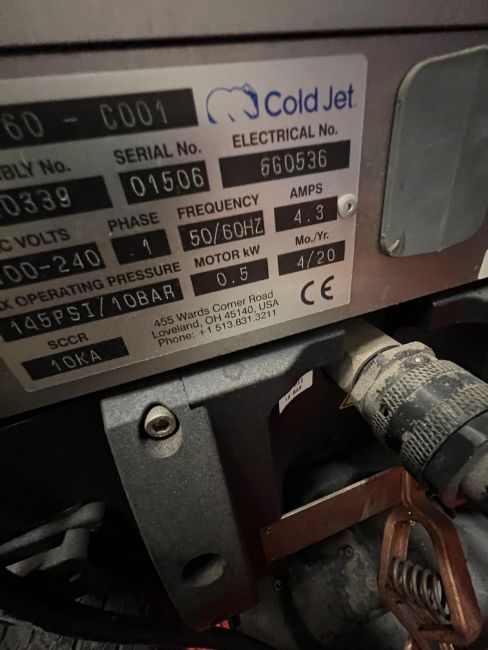 60 - C001
Cold Jet
BLY No. SERIAL No. ELECTRICAL No.
0339 01506 660536
C VOLTS PHASE FREQUENCY AMPS
00-240 1 50/60HZ 4.3
X OPERATING PRESSURE MOTOR kW Mo./Yr.
145PSI/10BAR 0.5 4/20
SCCR
10KA
455 Wards Corner Road
Loveland, OH 45140, USA
Phone: +1 513.831.3211
CE